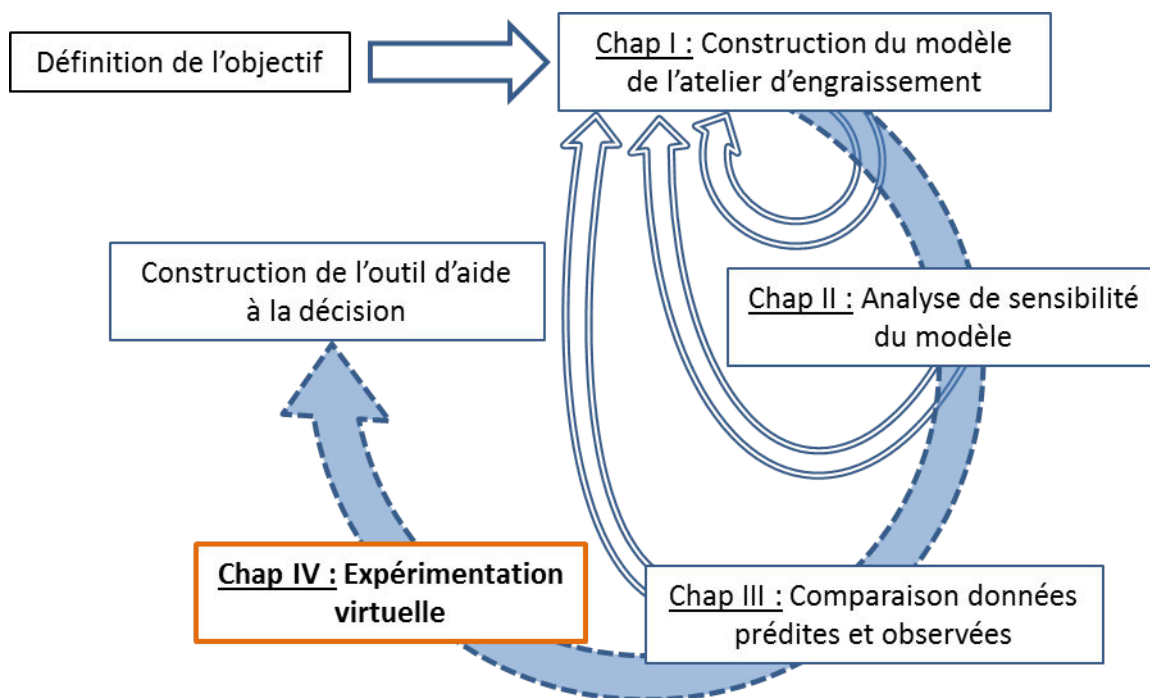 Définition de l'objectif
Chap I : Construction du modèle
de l'atelier d'engraissement
Chap II : Analyse de sensibilité
du modèle
Chap III : Comparaison données
prédites et observées
Chap IV : Expérimentation
virtuelle
Construction de l'outil d'aide
à la décision